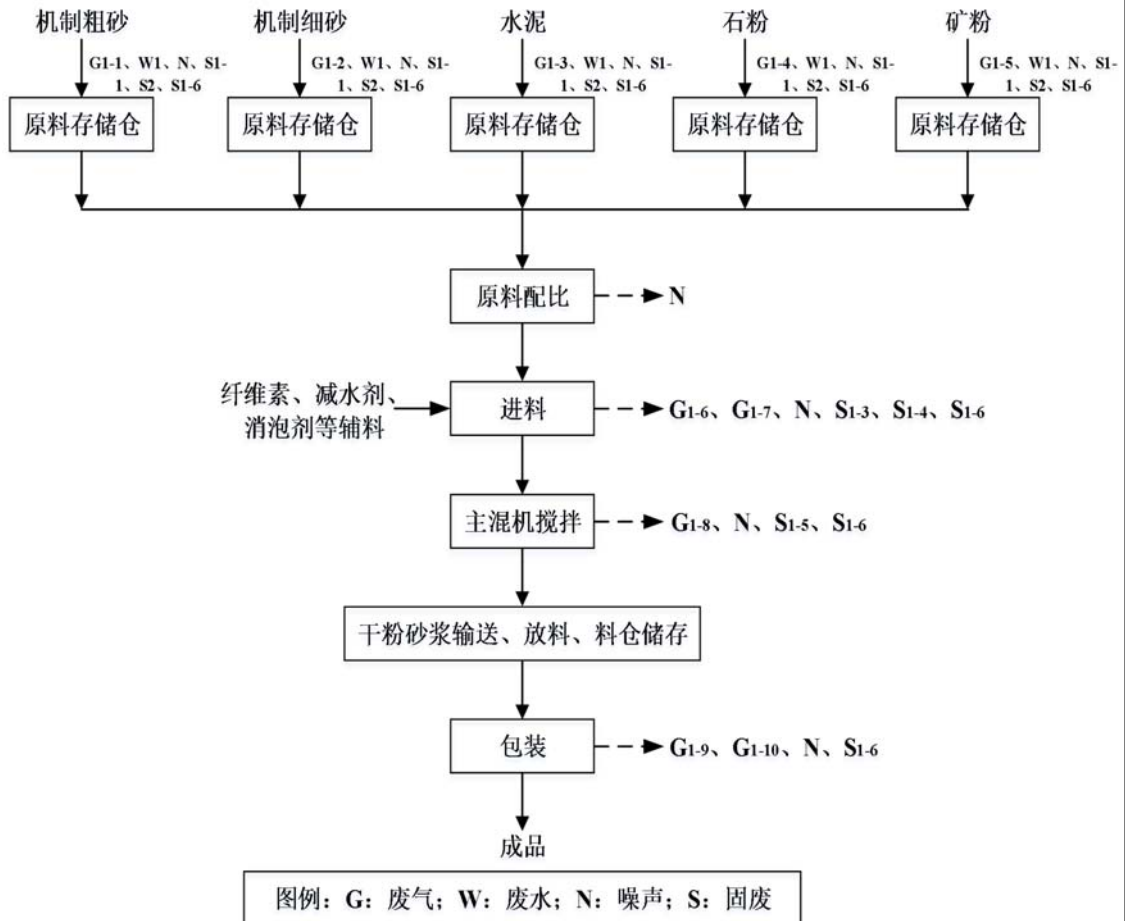 机制粗砂
机制细砂
水泥
石粉
矿粉
G1-1、W1、N、S1-
1、S2、S1-6
G1-2、W1、N、S1-
1、S2、S1-6
G1-3、W1、N、S1-
1、S2、S1-6
G1-4、W1、N、S1-
1、S2、S1-6
G1-5、W1、N、S1-
1、S2、S1-6
原料存储仓
原料存储仓
原料存储仓
原料存储仓
原料存储仓
原料配比
N
纤维素、减水剂、
消泡剂等辅料
进料
G1-6、G1-7、N、S1-3、S1-4、S1-6
主混机搅拌
G1-8、N、S1-5、S1-6
干粉砂浆输送、放料、料仓储存
包装
G1-9、G1-10、N、S1-6
成品
图例：G：废气；W：废水；N：噪声；S：固废